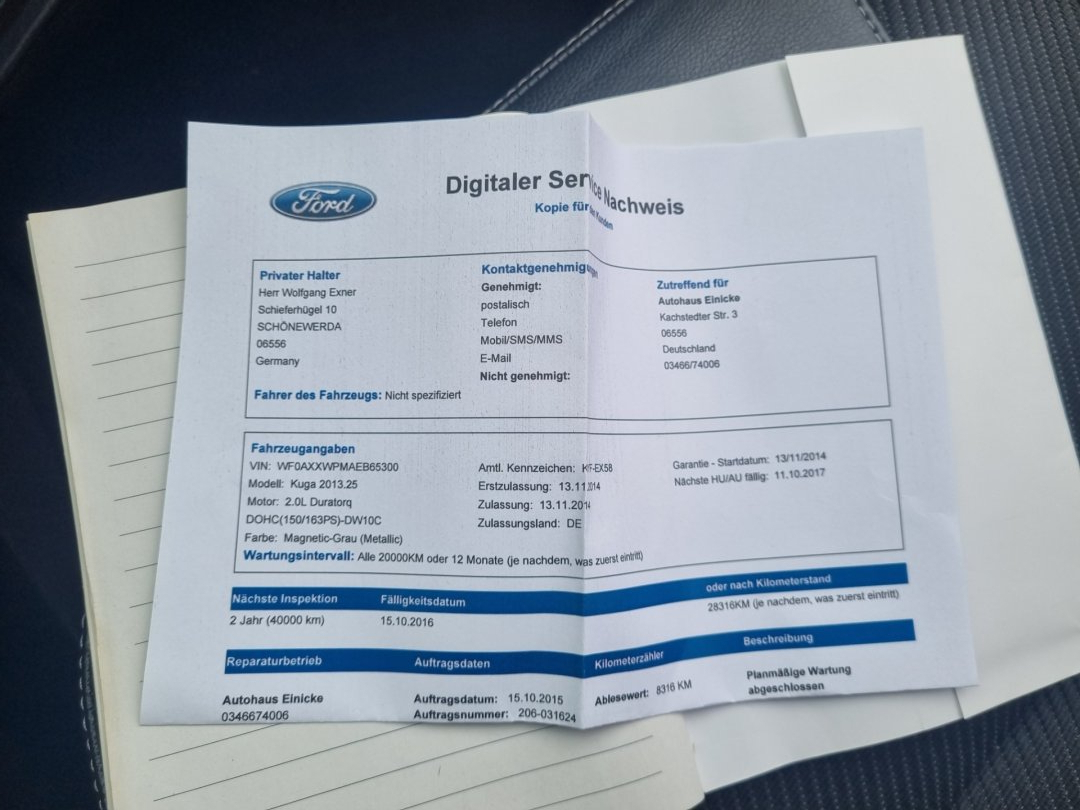 Ford
Digitaler Service Nachweis
Kopie für den Kunden
Privater Halter
Herr Wolfgang Exner
Schieferhügel 10
SCHÖNEWERDA
06556
Germany
Fahrer des Fahrzeugs: Nicht spezifiziert
Kontaktgenehmigungen
Genehmigt:
postalisch
Telefon
Mobil/SMS/MMS
E-Mail
Nicht genehmigt:
Zutreffend für
Autohaus Einicke
Kachstedter Str. 3
06556
Deutschland
03466/74006
Fahrzeugangaben
VIN: WF0AXXWPMAEB65300
Modell: Kuga 2013.25
Motor: 2.0L Duratorq
DOHC(150/163PS)-DW10C
Farbe: Magnetic-Grau (Metallic)
Wartungsintervall: Alle 20000KM oder 12 Monate (je nachdem, was zuerst eintritt)
Amtl. Kennzeichen:
Erstzulassung: 13.11.2014
Zulassung: 13.11.2014
Zulassungsland: DE
Garantie - Startdatum: 13/11/2014
Nächste HU/AU fällig: 11.10.2017
Nächste Inspektion Fälligkeitsdatum oder nach Kilometerstand
2 Jahr (40000 km) 15.10.2016 28316KM (je nachdem, was zuerst eintritt)
Reparaturbetrieb Auftragsdaten Kilometerzähler Beschreibung
Autohaus Einicke Auftragsdatum: 15.10.2015 Ablesewert: 8316 KM Planmäßige Wartung
0346674006 Auftragsnummer: 206-031624 abgeschlossen